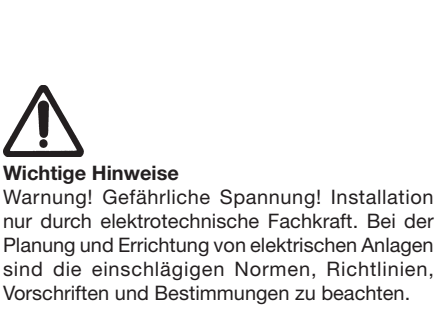 Wichtige Hinweise
Warnung! Gefährliche Spannung! Installation
nur durch elektrotechnische Fachkraft. Bei der
Planung und Errichtung von elektrischen Anlagen
sind die einschlägigen Normen, Richtlinien,
Vorschriften und Bestimmungen zu beachten.